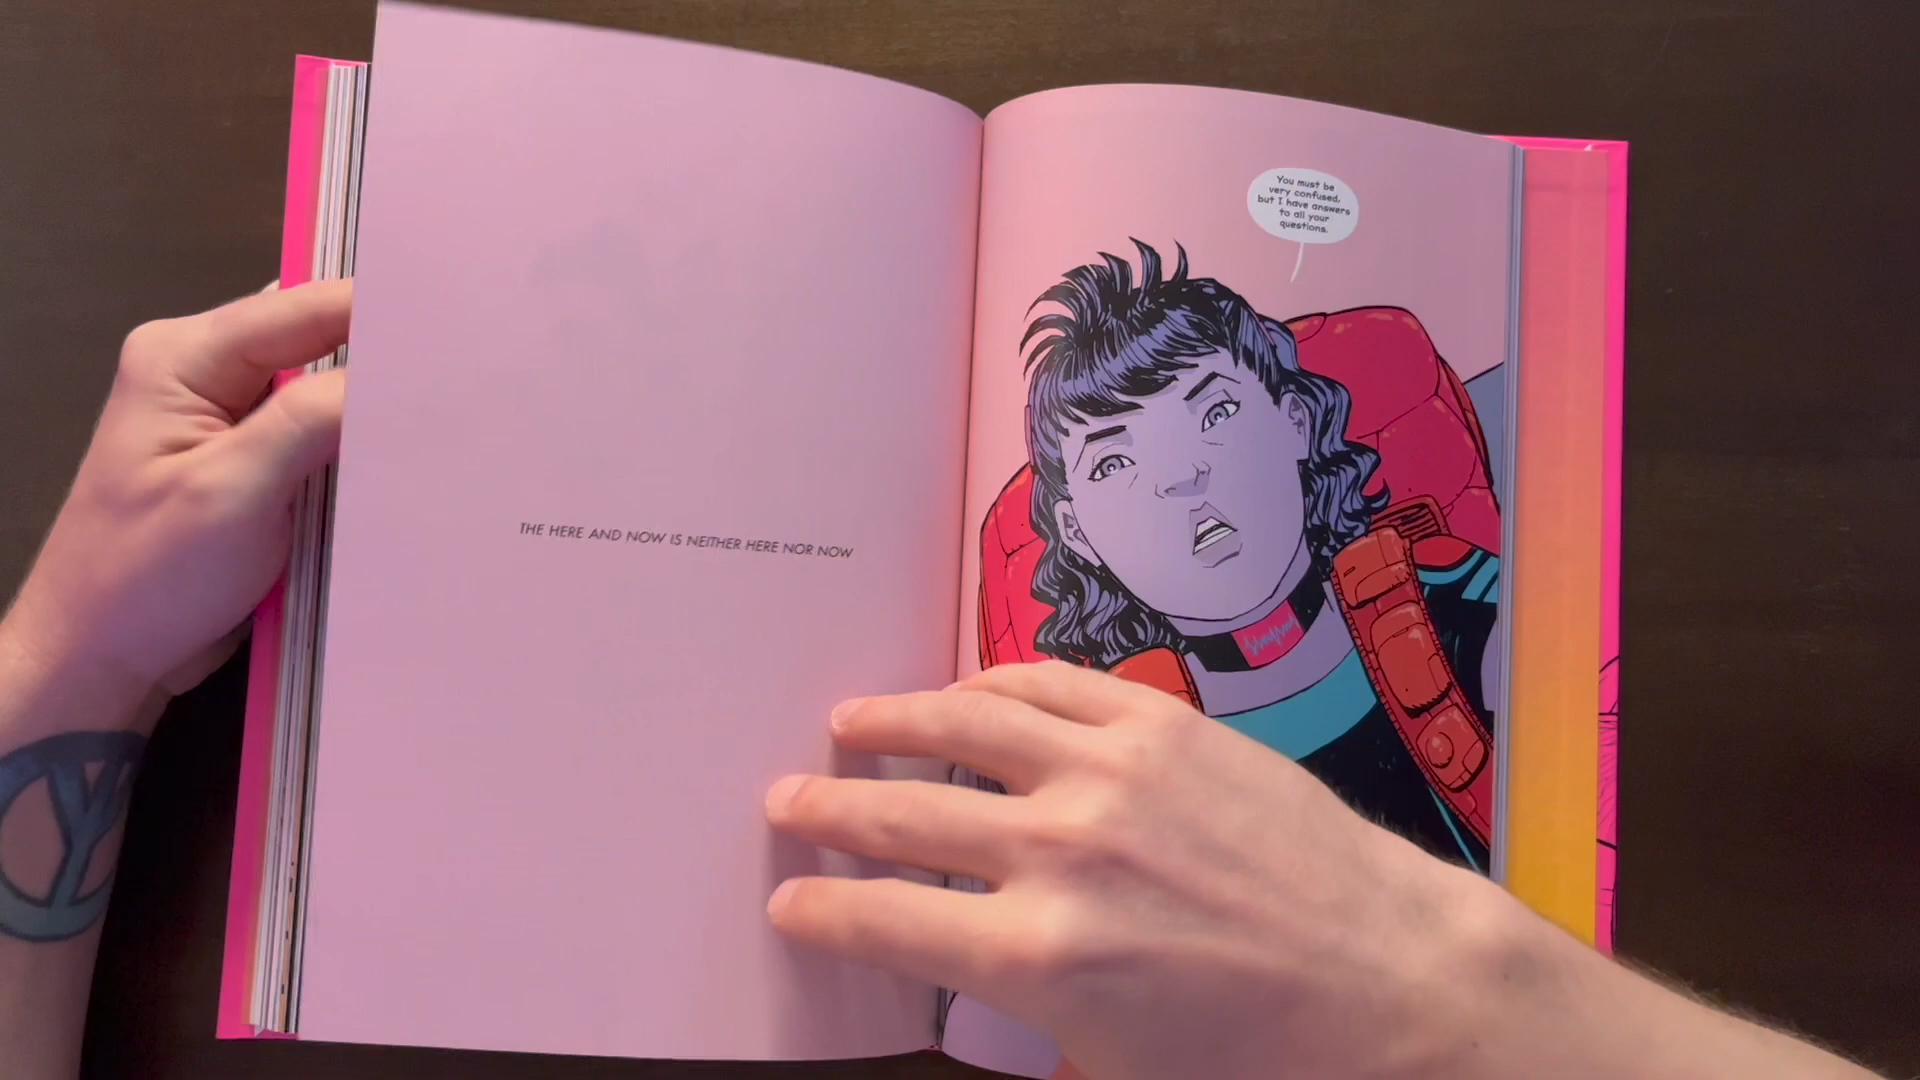 THE HERE AND NOW IS NEITHER HERE NOR NOW
You must be
very confused,
but I have answers
to all your
questions.